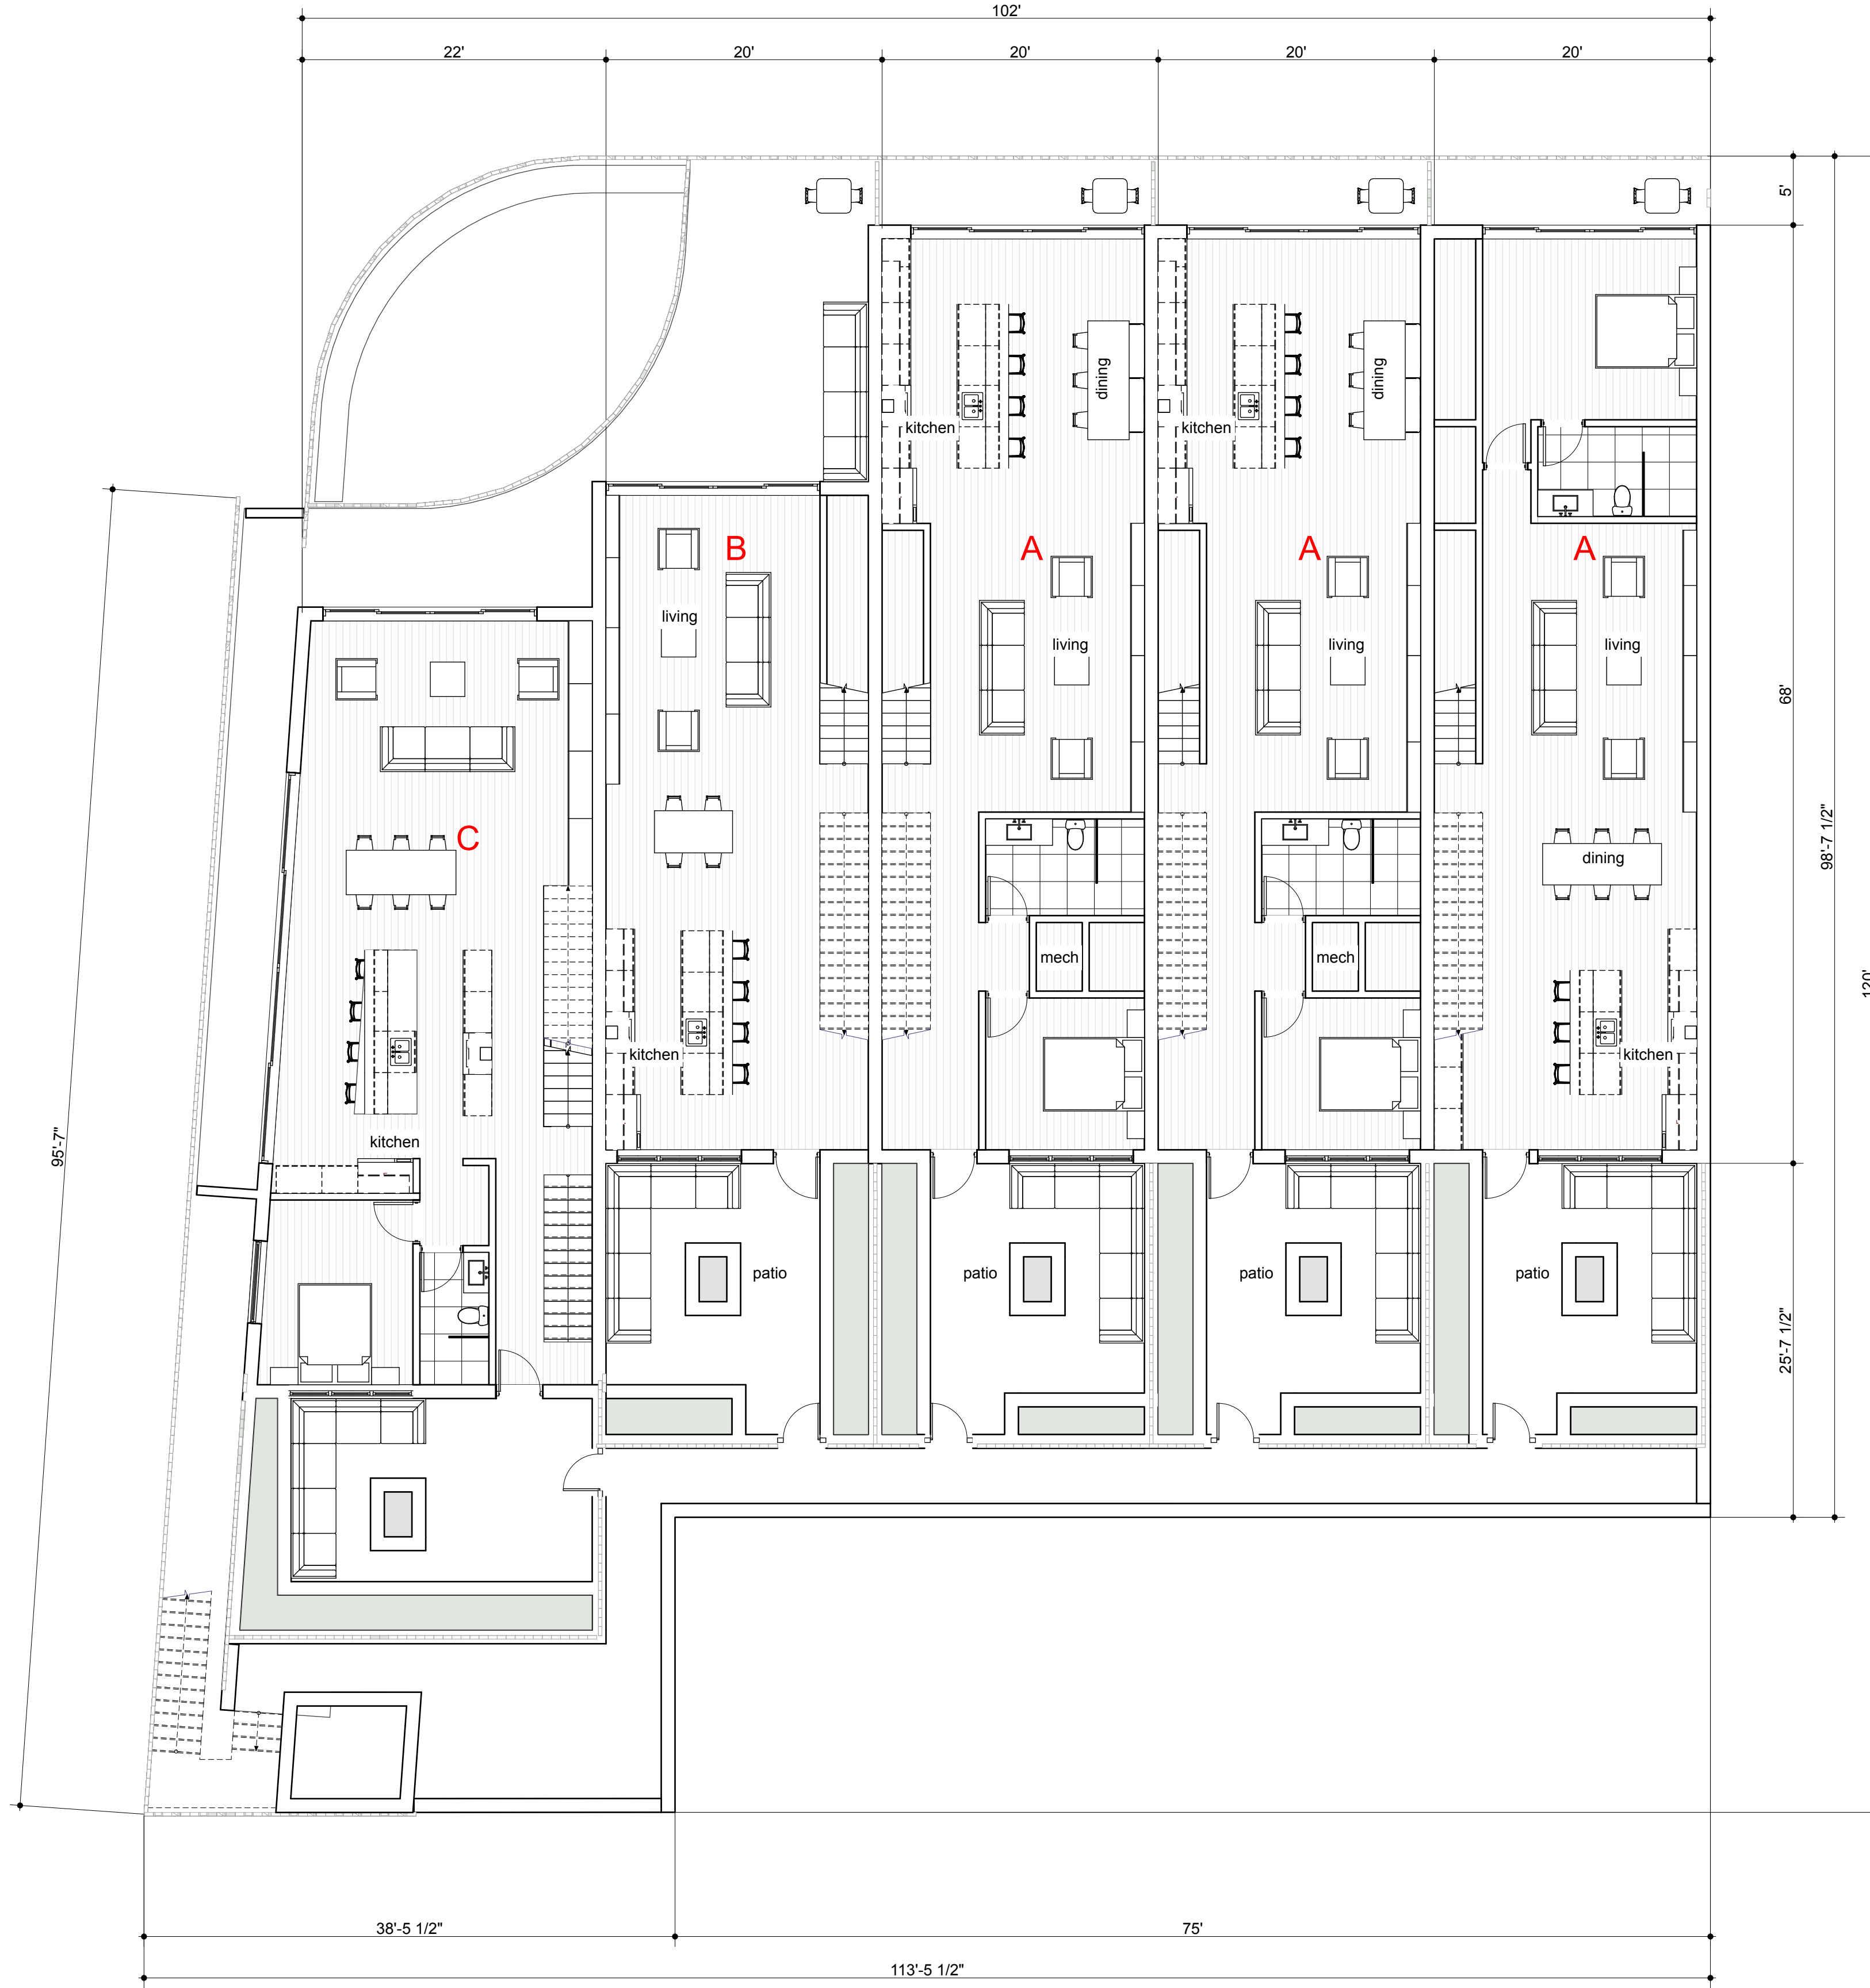 102'
22'
20'
20'
20'
20'
5'
dining
dining
kitchen
kitchen
B
A
A
A
living
living
living
living
68'
C
98'-7 1/2"
dining
mech
mech
120'
kitchen
kitchen
kitchen
95'-7"
patio
patio
patio
patio
25'-7 1/2"
38'-5 1/2"
75'
113'-5 1/2"